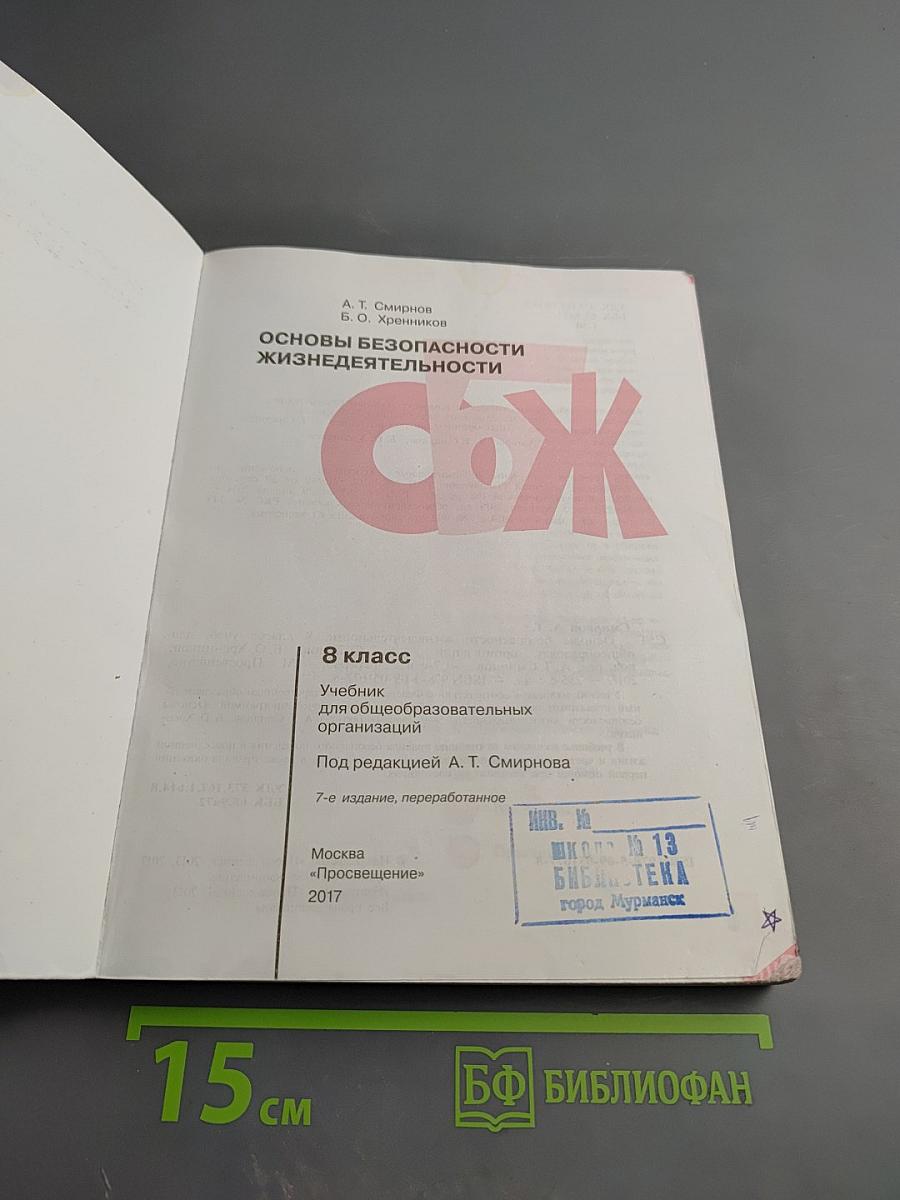 А. Т. Смирнов
Б. О. Хренников
ОСНОВЫ БЕЗОПАСНОСТИ
ЖИЗНЕДЕЯТЕЛЬНОСТИ
ОБЖ
8 класс
Учебник
для общеобразовательных
организаций
Под редакцией А. Т. Смирнова
7-е издание, переработанное
Москва
«Просвещение»
2017
ИНВ. №
ШКОЛА № 13
БИБЛИОТЕКА
город Мурманск
15 см
БФ БИБЛИОФАН